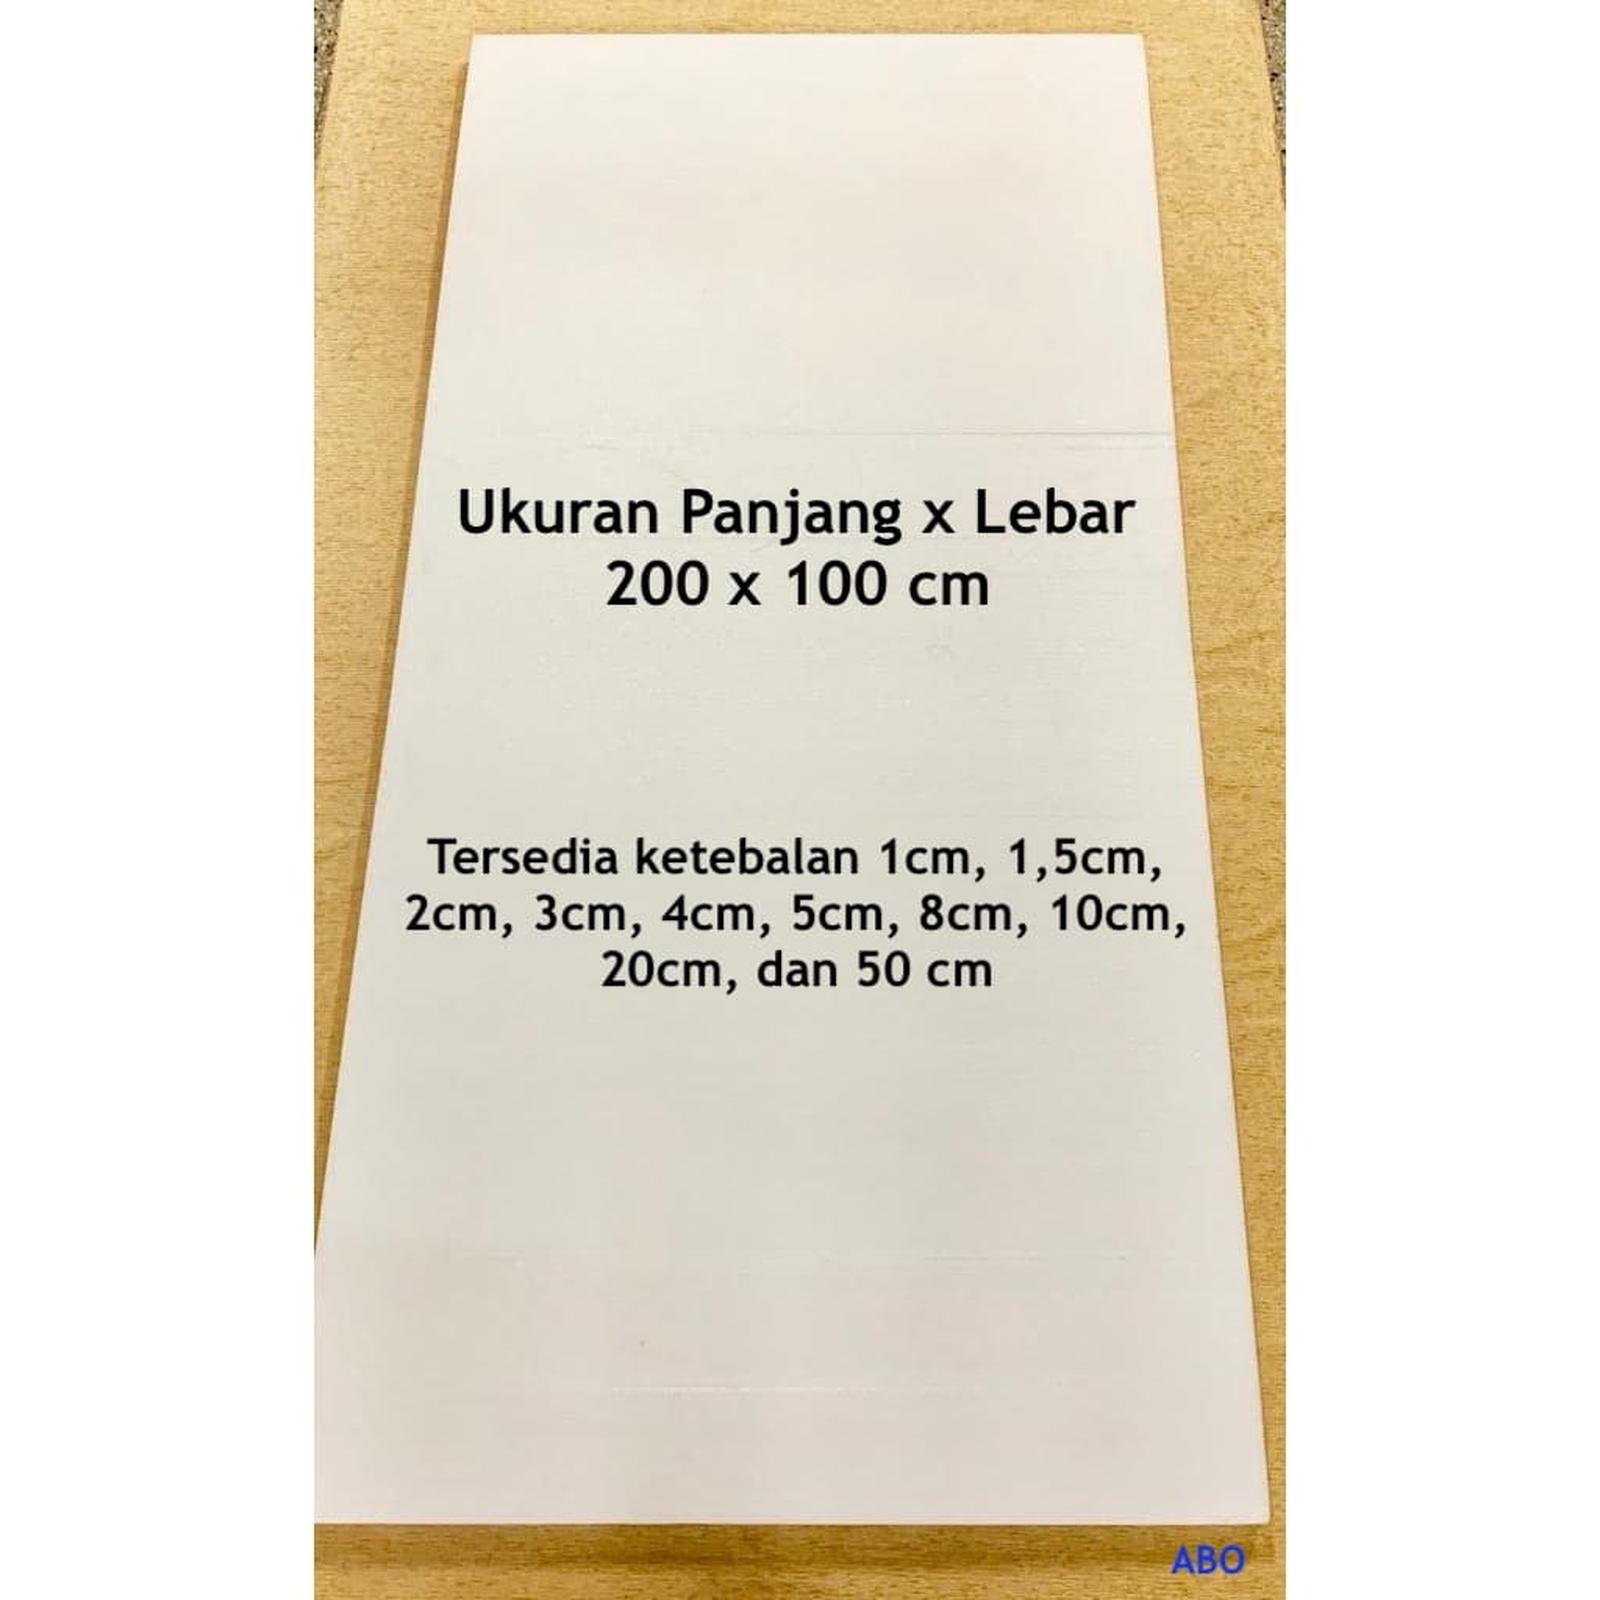 Ukuran Panjang x Lebar
200 x 100 cm
Tersedia ketebalan 1cm, 1,5cm,
2cm, 3cm, 4cm, 5cm, 8cm, 10cm,
20cm, dan 50 cm
ABO